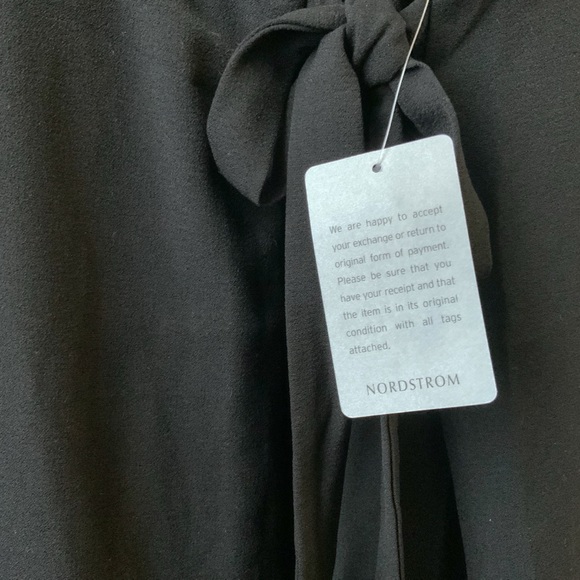 We are happy to accept
your exchange or return to
original form of payment.
Please be sure that you
have your receipt and that
the item is in its original
condition with all tags
attached.
NORDSTROM